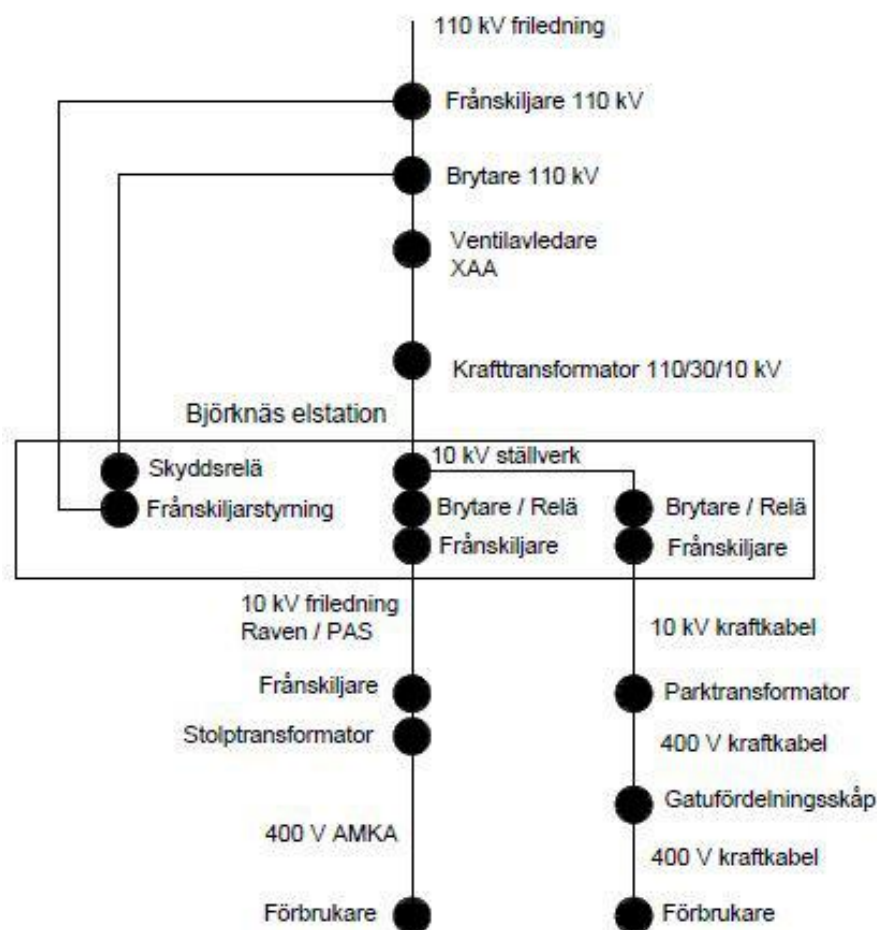 110 kV friledning
Frånskiljare 110 kV
Brytare 110 kV
Ventilavledare
XAA
Krafttransformator 110/30/10 kV
Björknäs elstation
Skyddsrelä
10 kV ställverk
Frånskiljarstyrning
Brytare / Relä
Brytare / Relä
Frånskiljare
Frånskiljare
10 kV friledning
Raven / PAS
10 kV kraftkabel
Frånskiljare
Parktransformator
Stolptransformator
400 V kraftkabel
Gatufördelningsskåp
400 V AMKA
400 V kraftkabel
Förbrukare
Förbrukare